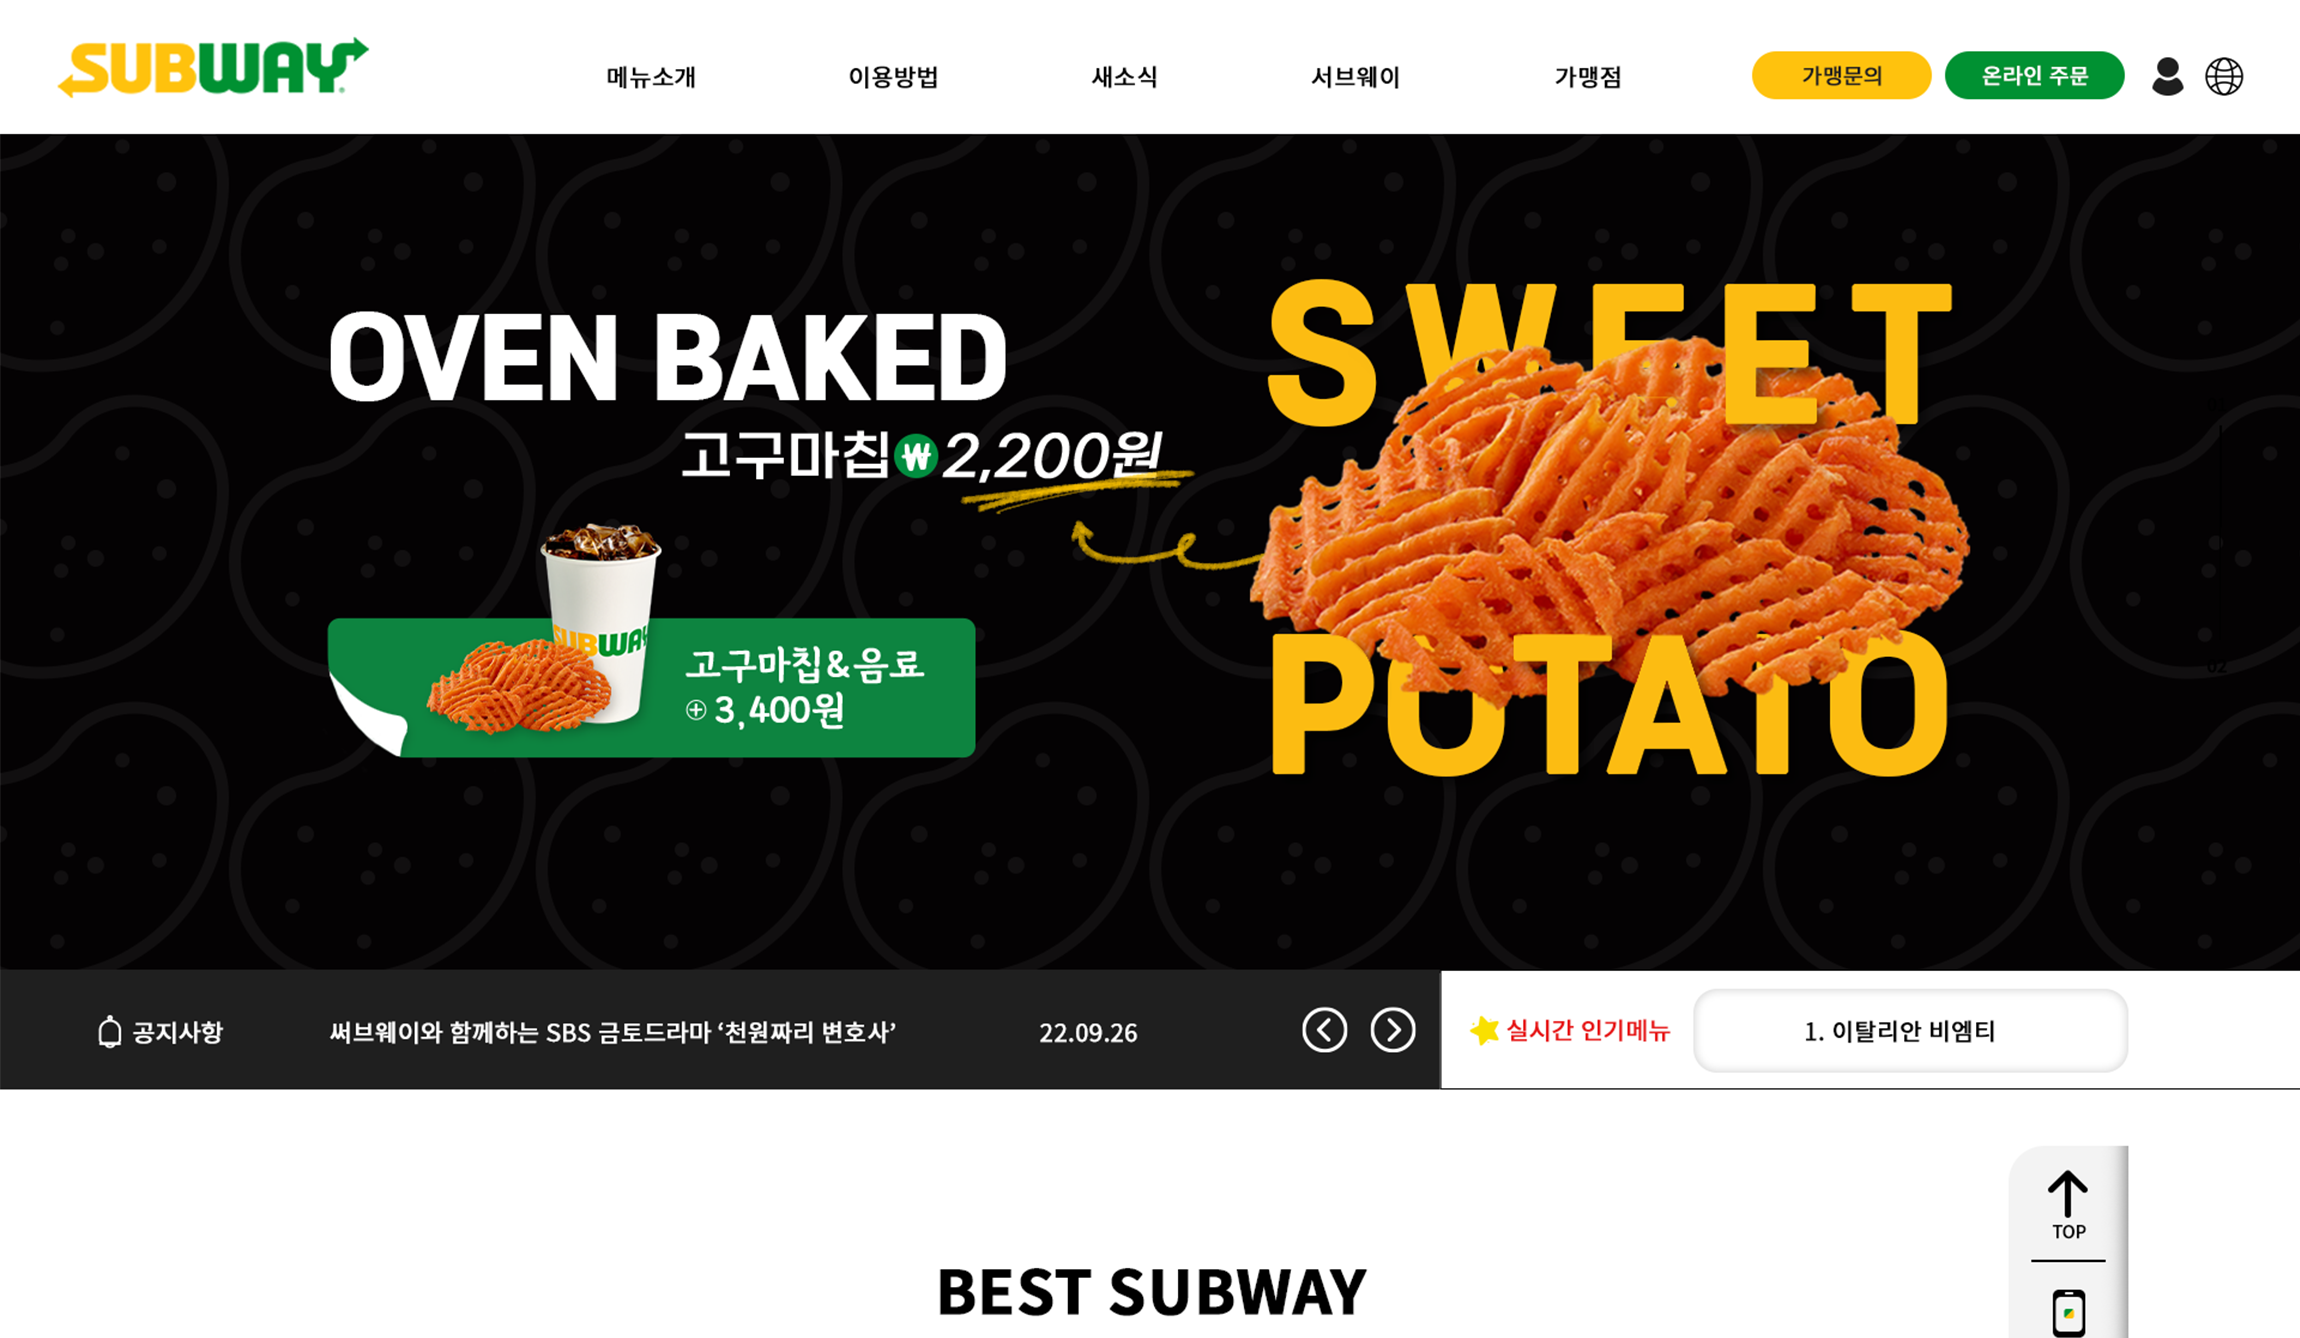 SUBWAY
메뉴소개
이용방법
새소식
서브웨이
가맹점
가맹문의
온라인 주문
OVEN BAKED
고구마칩 ₩ 2,200원
SWEET
POTATO
SUBWAY
고구마칩&음료
⊕ 3,400원
02
공지사항
써브웨이와 함께하는 SBS 금토드라마 ‘천원짜리 변호사’
22.09.26
실시간 인기메뉴
1. 이탈리안 비엠티
TOP
BEST SUBWAY